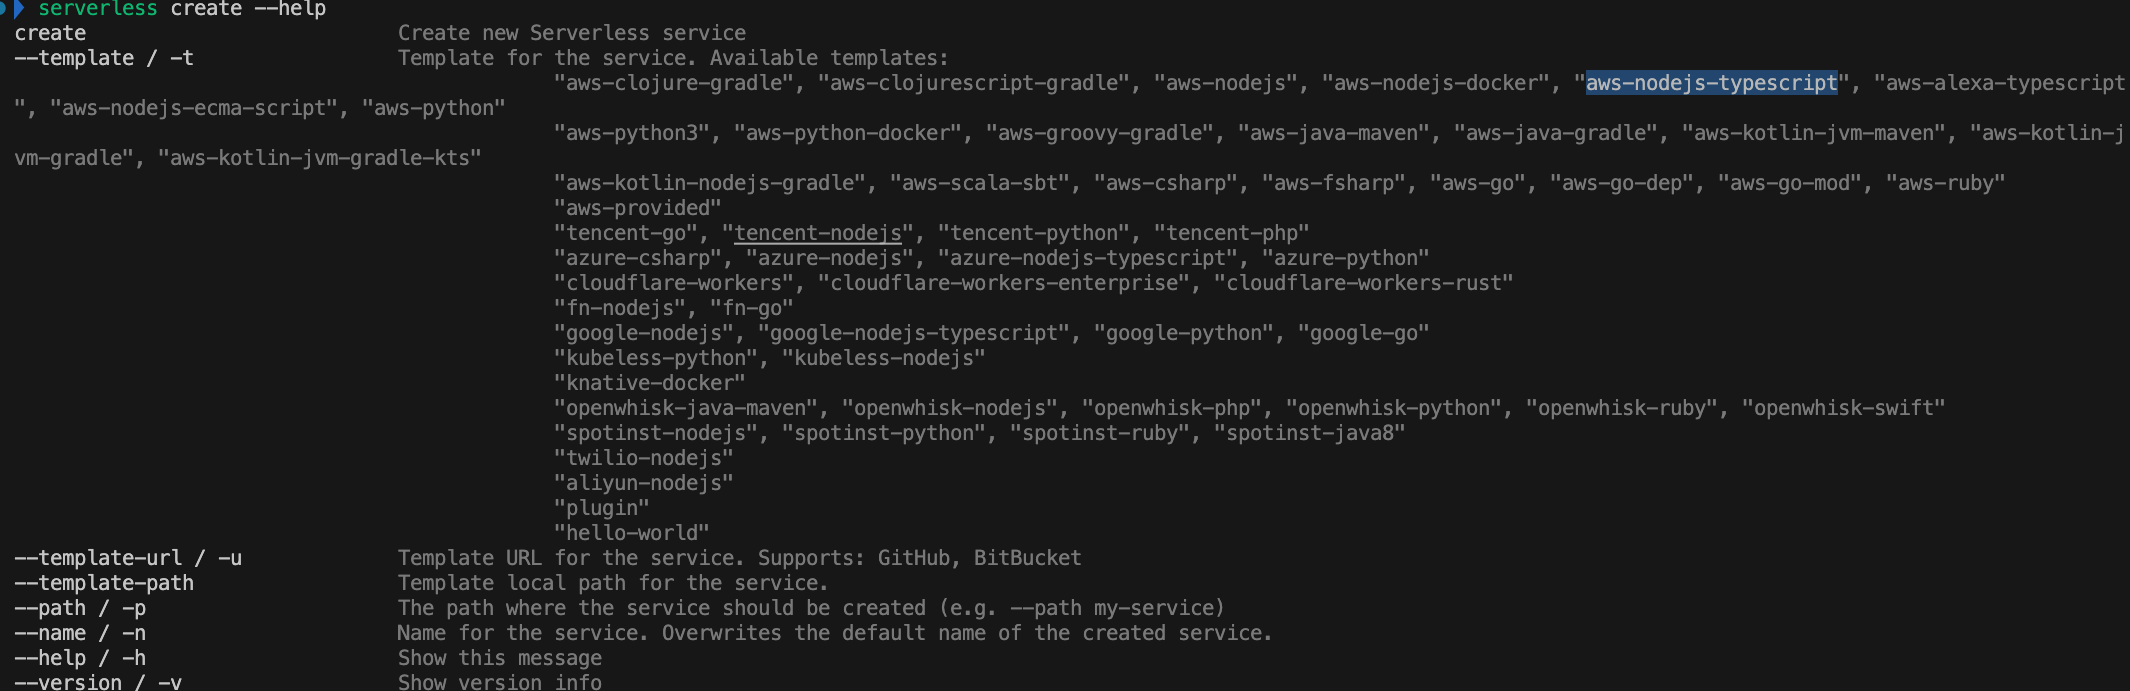 serverless create --help
create                          Create new Serverless service
--template / -t                 Template for the service. Available templates:
"aws-clojure-gradle", "aws-clojurescript-gradle", "aws-nodejs", "aws-nodejs-docker", "aws-nodejs-typescript", "aws-alexa-typescript
", "aws-nodejs-ecma-script", "aws-python"
"aws-python3", "aws-python-docker", "aws-groovy-gradle", "aws-java-maven", "aws-java-gradle", "aws-kotlin-jvm-maven", "aws-kotlin-j
vm-gradle", "aws-kotlin-jvm-gradle-kts"
"aws-kotlin-nodejs-gradle", "aws-scala-sbt", "aws-csharp", "aws-fsharp", "aws-go", "aws-go-dep", "aws-go-mod", "aws-ruby"
"aws-provided"
"tencent-go", "tencent-nodejs", "tencent-python", "tencent-php"
"azure-csharp", "azure-nodejs", "azure-nodejs-typescript", "azure-python"
"cloudflare-workers", "cloudflare-workers-enterprise", "cloudflare-workers-rust"
"fn-nodejs", "fn-go"
"google-nodejs", "google-nodejs-typescript", "google-python", "google-go"
"kubeless-python", "kubeless-nodejs"
"knative-docker"
"openwhisk-java-maven", "openwhisk-nodejs", "openwhisk-php", "openwhisk-python", "openwhisk-ruby", "openwhisk-swift"
"spotinst-nodejs", "spotinst-python", "spotinst-ruby", "spotinst-java8"
"twilio-nodejs"
"aliyun-nodejs"
"plugin"
"hello-world"
--template-url / -u             Template URL for the service. Supports: GitHub, BitBucket
--template-path                 Template local path for the service.
--path / -p                     The path where the service should be created (e.g. --path my-service)
--name / -n                     Name for the service. Overwrites the default name of the created service.
--help / -h                     Show this message
--version / -v                  Show version info